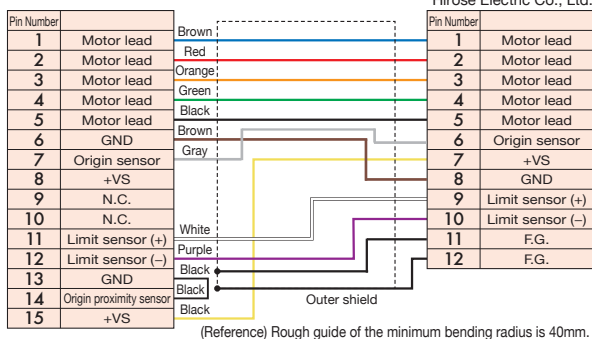 Hirose Electric Co., Ltd.
Pin Number
1 Motor lead
2 Motor lead
3 Motor lead
4 Motor lead
5 Motor lead
6 GND
7 Origin sensor
8 +VS
9 N.C.
10 N.C.
11 Limit sensor (+)
12 Limit sensor (−)
13 GND
14 Origin proximity sensor
15 +VS
Brown
Red
Orange
Green
Black
Brown
Gray
White
Purple
Black
Black
Black
Outer shield
Pin Number
1 Motor lead
2 Motor lead
3 Motor lead
4 Motor lead
5 Motor lead
6 Origin sensor
7 +VS
8 GND
9 Limit sensor (+)
10 Limit sensor (−)
11 F.G.
12 F.G.
(Reference) Rough guide of the minimum bending radius is 40mm.